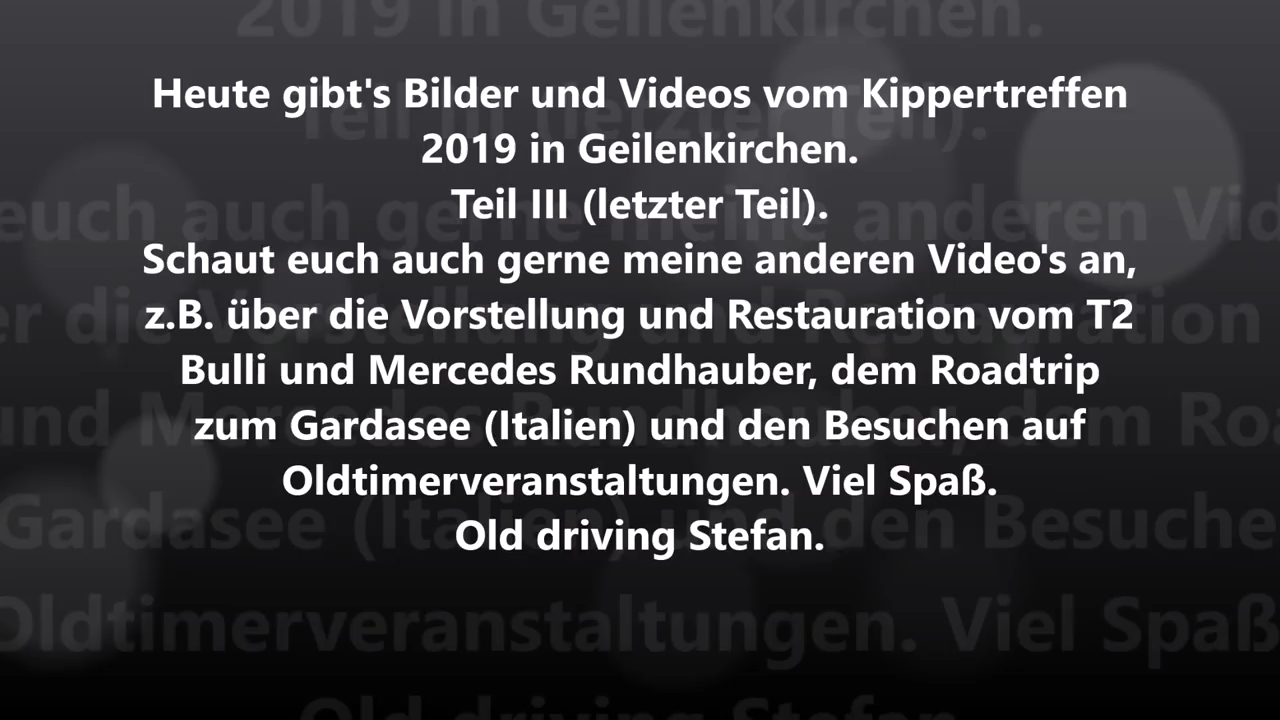 Heute gibt's Bilder und Videos vom Kippertreffen
2019 in Geilenkirchen.
Teil III (letzter Teil).
Schaut euch auch gerne meine anderen Video's an,
z.B. über die Vorstellung und Restauration vom T2
Bulli und Mercedes Rundhauber, dem Roadtrip
zum Gardasee (Italien) und den Besuchen auf
Oldtimerveranstaltungen. Viel Spaß.
Old driving Stefan.